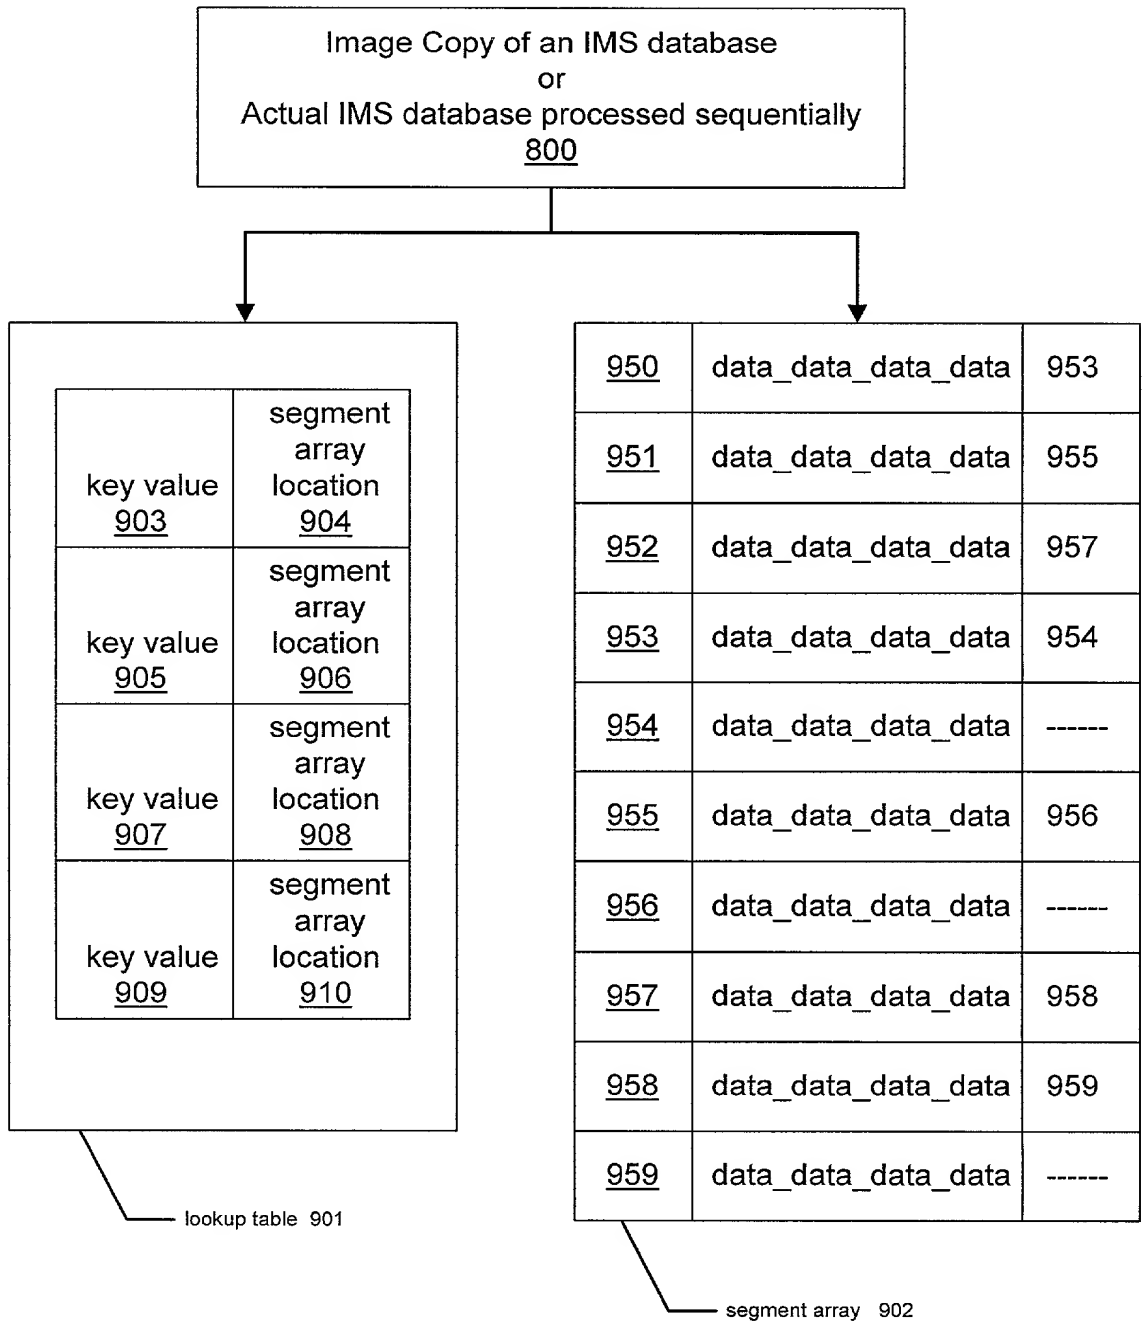 Image Copy of an IMS database
or
Actual IMS database processed sequentially
800
key value
903
segment
array
location
904
key value
905
segment
array
location
906
key value
907
segment
array
location
908
key value
909
segment
array
location
910
lookup table 901
950 data_data_data_data 953
951 data_data_data_data 955
952 data_data_data_data 957
953 data_data_data_data 954
954 data_data_data_data ------
955 data_data_data_data 956
956 data_data_data_data ------
957 data_data_data_data 958
958 data_data_data_data 959
959 data_data_data_data ------
segment array 902